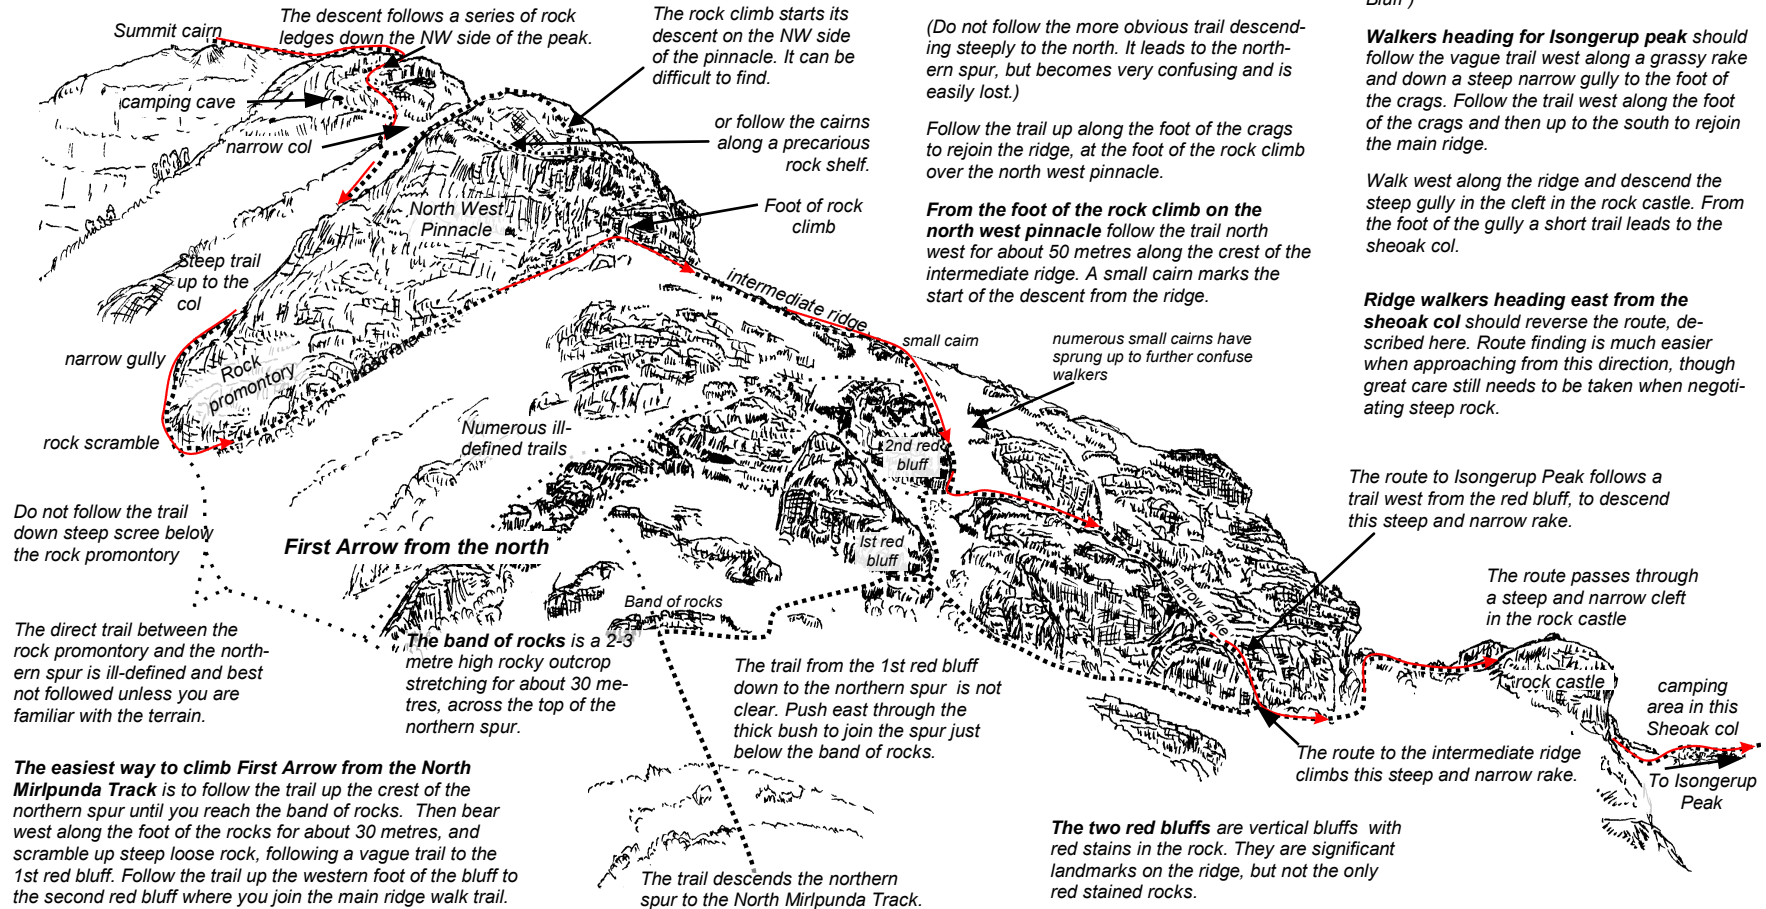 Summit cairn
The descent follows a series of rock
ledges down the NW side of the peak.
The rock climb starts its
descent on the NW side
of the pinnacle. It can be
difficult to find.
camping cave
narrow col
or follow the cairns
along a precarious
rock shelf.
North West
Pinnacle
Foot of rock
climb
Steep trail
up to the
col
intermediate ridge
narrow gully
Rock
promontory
small cairn
numerous small cairns have
sprung up to further confuse
walkers
rock scramble
Numerous ill-
defined trails
2nd red
bluff
Do not follow the trail
down steep scree below
the rock promontory
First Arrow from the north
Ist red
bluff
Band of rocks
narrow rake
The direct trail between the
rock promontory and the north-
ern spur is ill-defined and best
not followed unless you are
familiar with the terrain.
The band of rocks is a 2-3
metre high rocky outcrop
stretching for about 30 me-
tres, across the top of the
northern spur.
The trail from the 1st red bluff
down to the northern spur is not
clear. Push east through the
thick bush to join the spur just
below the band of rocks.
The easiest way to climb First Arrow from the North
Mirlpunda Track is to follow the trail up the crest of the
northern spur until you reach the band of rocks. Then bear
west along the foot of the rocks for about 30 metres, and
scramble up steep loose rock, following a vague trail to the
1st red bluff. Follow the trail up the western foot of the bluff to
the second red bluff where you join the main ridge walk trail.
The trail descends the northern
spur to the North Mirlpunda Track.
(Do not follow the more obvious trail descend-
ing steeply to the north. It leads to the north-
ern spur, but becomes very confusing and is
easily lost.)
Follow the trail up along the foot of the crags
to rejoin the ridge, at the foot of the rock climb
over the north west pinnacle.
From the foot of the rock climb on the
north west pinnacle follow the trail north
west for about 50 metres along the crest of the
intermediate ridge. A small cairn marks the
start of the descent from the ridge.
Bluff )
Walkers heading for Isongerup peak should
follow the vague trail west along a grassy rake
and down a steep narrow gully to the foot of
the crags. Follow the trail west along the foot
of the crags and then up to the south to rejoin
the main ridge.
Walk west along the ridge and descend the
steep gully in the cleft in the rock castle. From
the foot of the gully a short trail leads to the
sheoak col.
Ridge walkers heading east from the
sheoak col should reverse the route, de-
scribed here. Route finding is much easier
when approaching from this direction, though
great care still needs to be taken when negoti-
ating steep rock.
The route to Isongerup Peak follows a
trail west from the red bluff, to descend
this steep and narrow rake.
The route passes through
a steep and narrow cleft
in the rock castle
rock castle
camping
area in this
Sheoak col
To Isongerup
Peak
The route to the intermediate ridge
climbs this steep and narrow rake.
The two red bluffs are vertical bluffs with
red stains in the rock. They are significant
landmarks on the ridge, but not the only
red stained rocks.